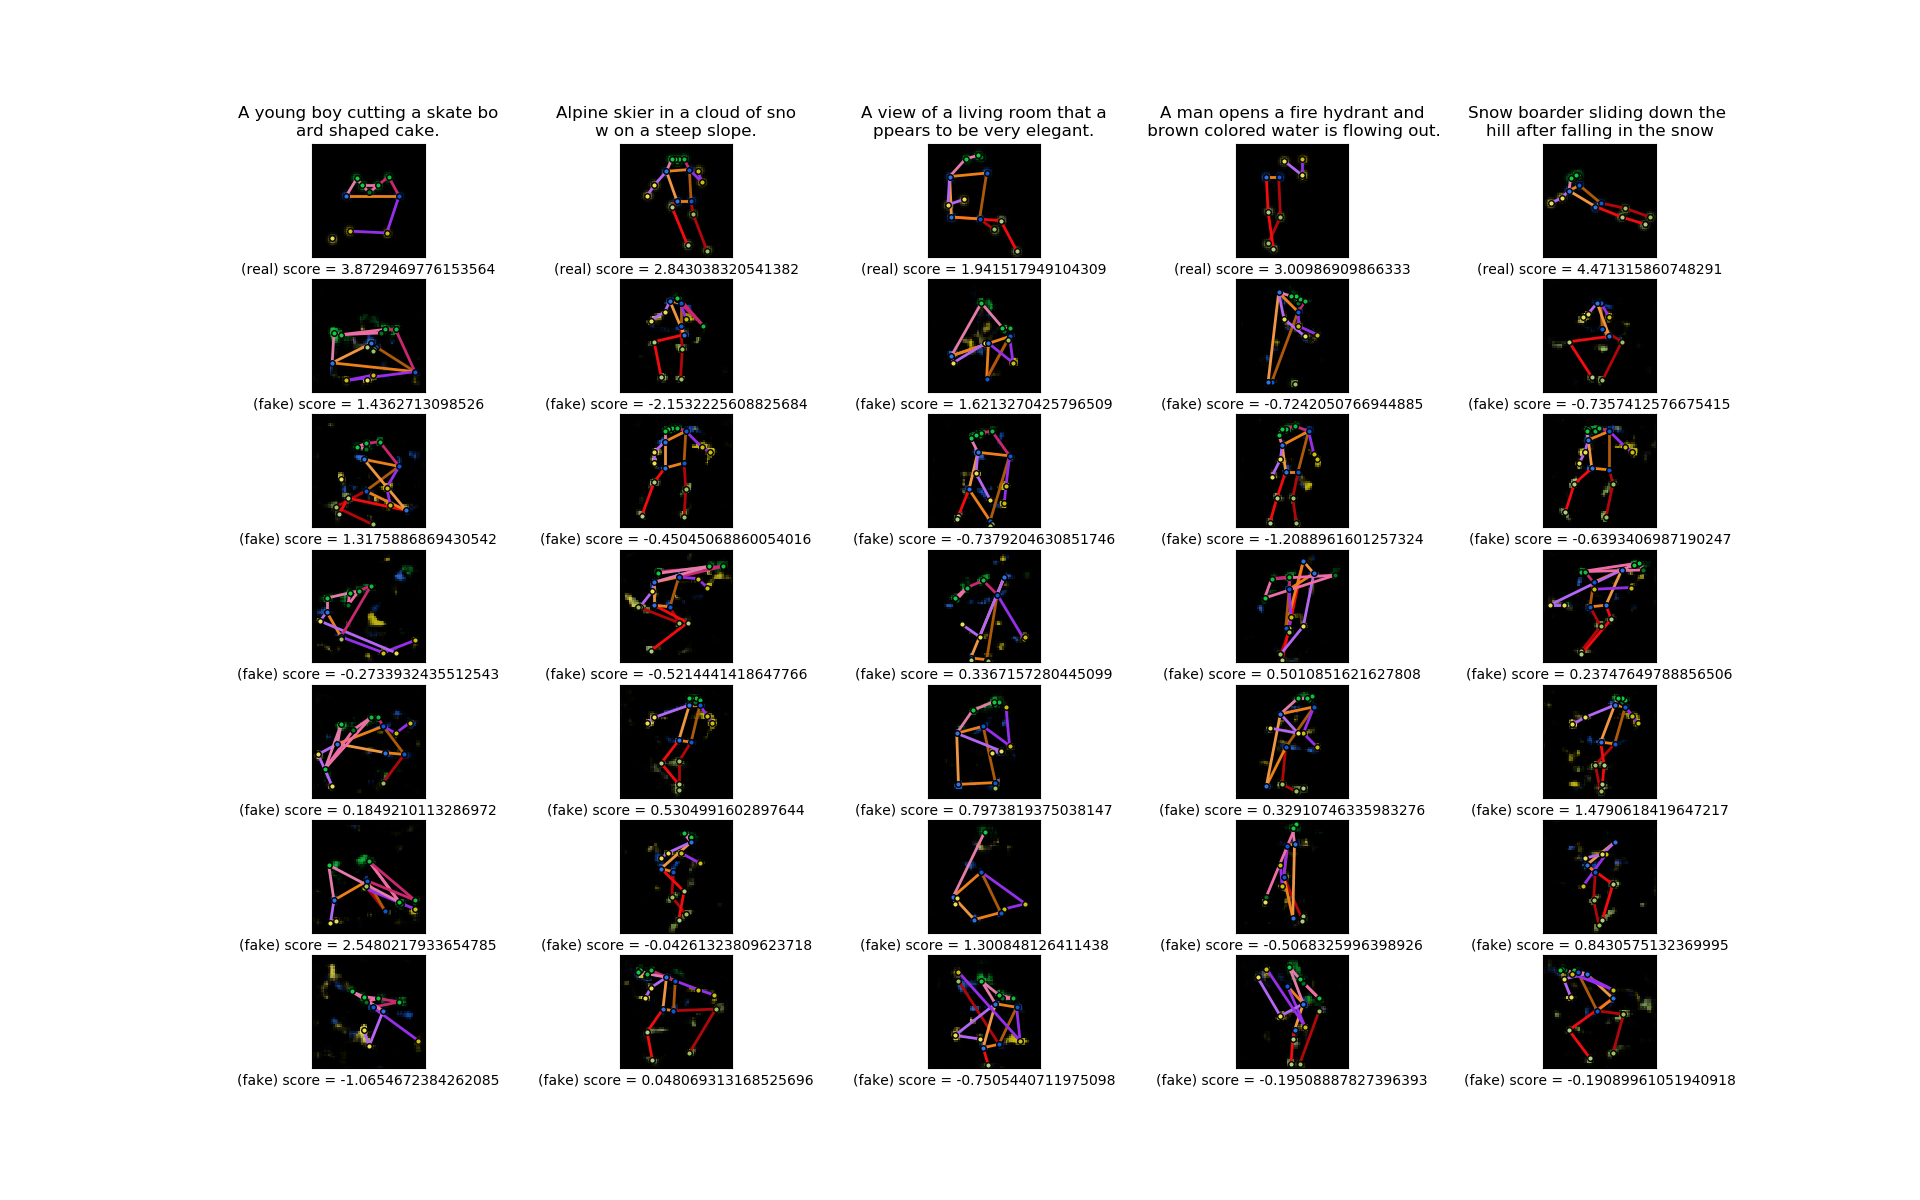 A young boy cutting a skate bo
ard shaped cake.
Alpine skier in a cloud of sno
w on a steep slope.
A view of a living room that a
ppears to be very elegant.
A man opens a fire hydrant and
brown colored water is flowing out.
Snow boarder sliding down the
hill after falling in the snow
(real) score = 3.8729469776153564
(real) score = 2.843038320541382
(real) score = 1.941517949104309
(real) score = 3.00986909866333
(real) score = 4.471315860748291
(fake) score = 1.4362713098526
(fake) score = -2.1532225608825684
(fake) score = 1.6213270425796509
(fake) score = -0.7242050766944885
(fake) score = -0.7357412576675415
(fake) score = 1.3175886869430542
(fake) score = -0.45045068860054016
(fake) score = -0.7379204630851746
(fake) score = -1.2088961601257324
(fake) score = -0.6393406987190247
(fake) score = -0.2733932435512543
(fake) score = -0.5214441418647766
(fake) score = 0.3367157280445099
(fake) score = 0.5010851621627808
(fake) score = 0.23747649788856506
(fake) score = 0.1849210113286972
(fake) score = 0.5304991602897644
(fake) score = 0.7973819375038147
(fake) score = 0.32910746335983276
(fake) score = 1.4790618419647217
(fake) score = 2.5480217933654785
(fake) score = -0.04261323809623718
(fake) score = 1.300848126411438
(fake) score = -0.5068325996398926
(fake) score = 0.8430575132369995
(fake) score = -1.0654672384262085
(fake) score = 0.048069313168525696
(fake) score = -0.7505440711975098
(fake) score = -0.19508887827396393
(fake) score = -0.19089961051940918